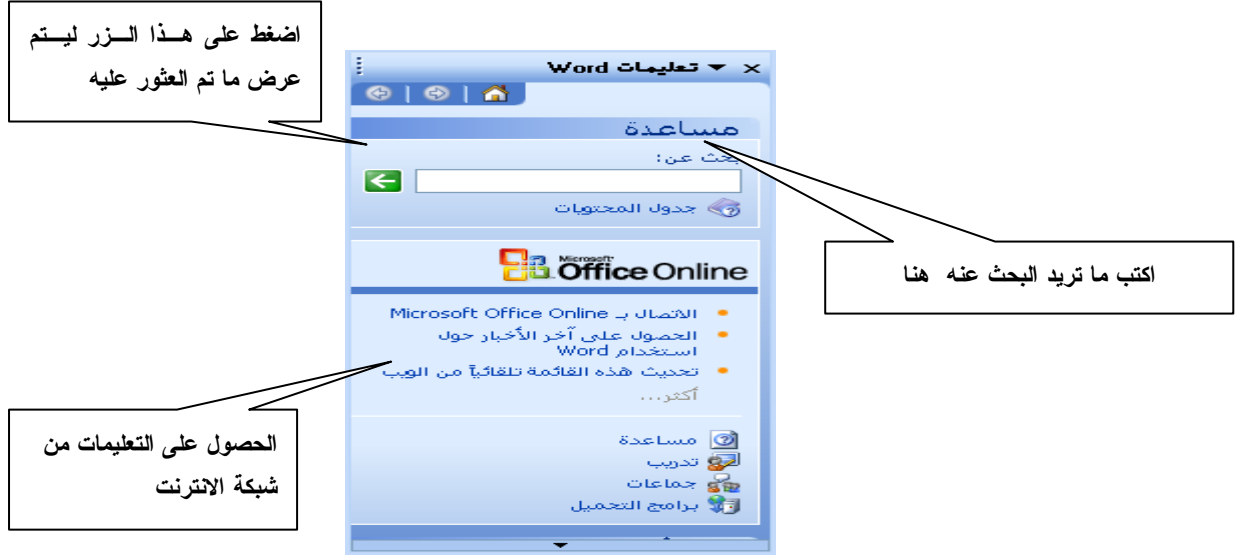 اضغط على هـذا الـزر ليـتم
عرض ما تم العثور عليه
تعليمات Word
مساعدة
بحث عن:
جدول المحتويات
Microsoft
Office Online
الاتصال بـ Microsoft Office Online
الحصول على آخر الأخبار حول
استخدام Word
تحديث هذه القائمة تلقائياً من الويب
أكثر...
مساعدة
تدريب
جماعات
برامج التحميل
اكتب ما تريد البحث عنه هنا
الحصول على التعليمات من
شبكة الانترنت